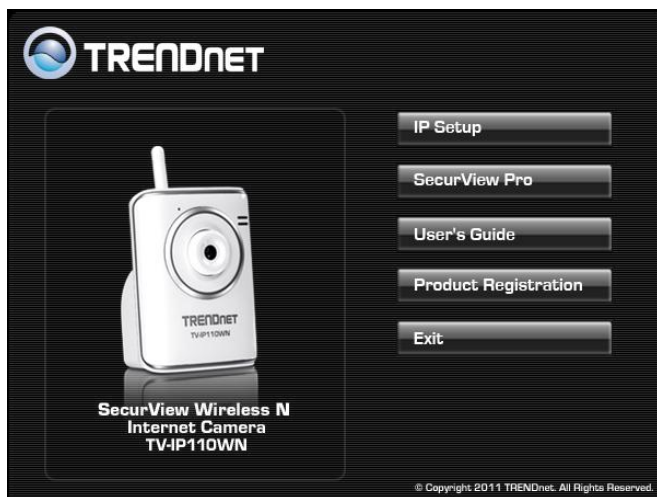 TRENDnet
IP Setup
SecurView Pro
User's Guide
Product Registration
Exit
TRENDnet
TV-IP110WN
SecurView Wireless N
Internet Camera
TV-IP110WN
© Copyright 2011 TRENDnet. All Rights Reserved.